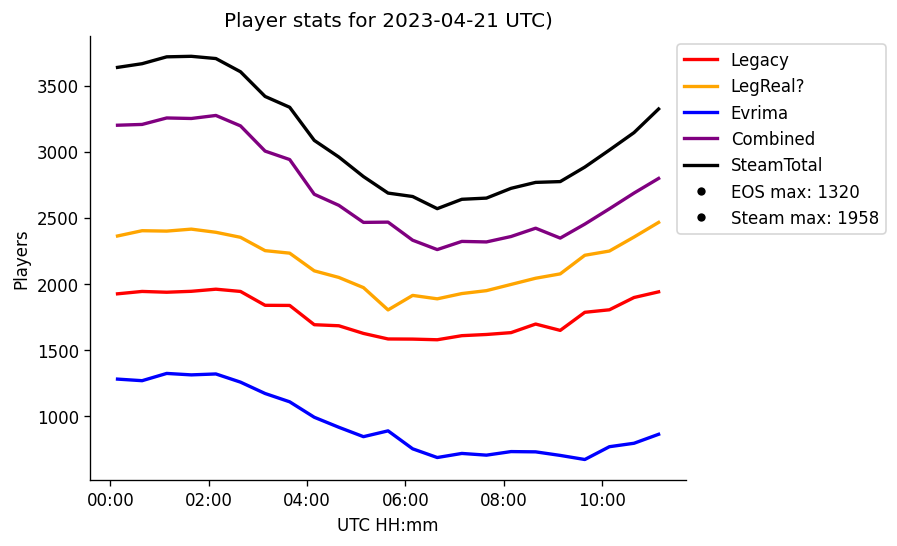 Player stats for 2023-04-21 UTC)
Legacy
LegReal?
Evrima
Combined
SteamTotal
EOS max: 1320
Steam max: 1958
3500
3000
2500
2000
1500
1000
Players
00:00 02:00 04:00 06:00 08:00 10:00
UTC HH:mm